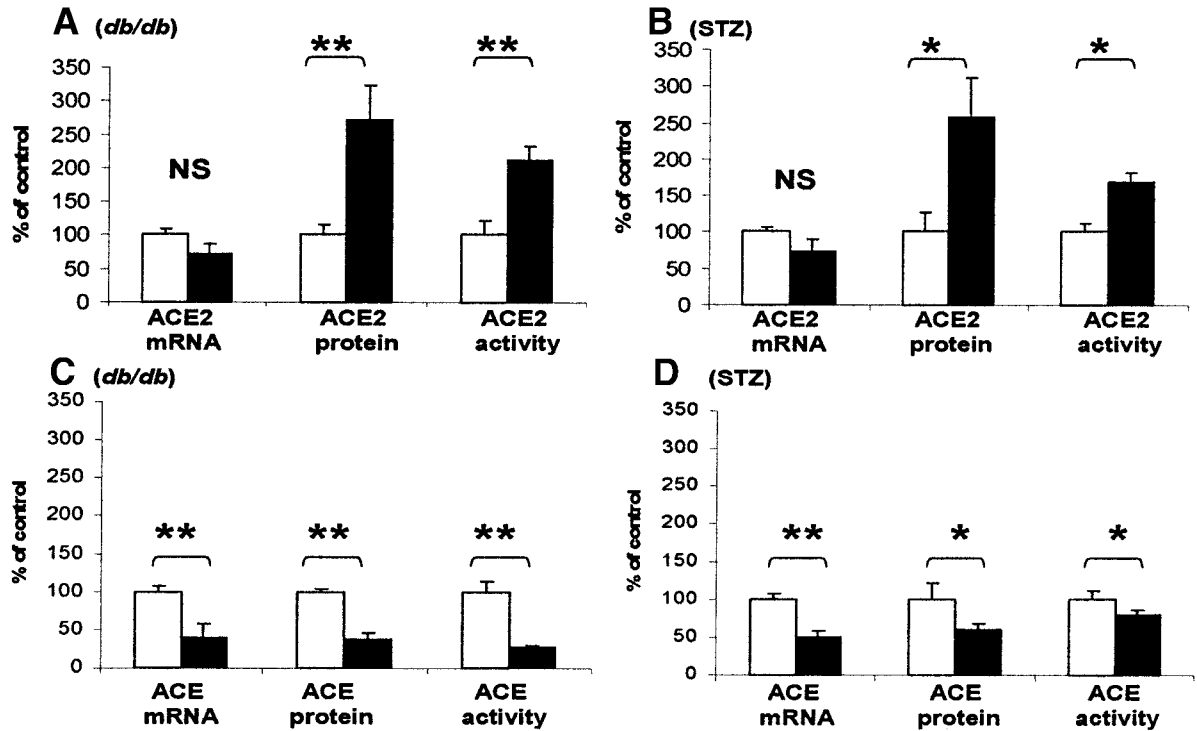 A (db/db)
** **
350
300
250
200
150
100
50
0
% of control
NS
ACE2 ACE2 ACE2
mRNA protein activity
B (STZ)
* *
350
300
250
200
150
100
50
0
% of control
NS
ACE2 ACE2 ACE2
mRNA protein activity
C (db/db)
350
300
250
200
150
100
50
0
% of control
** ** **
ACE ACE ACE
mRNA protein activity
D (STZ)
350
300
250
200
150
100
50
0
% of control
** * *
ACE ACE ACE
mRNA protein activity